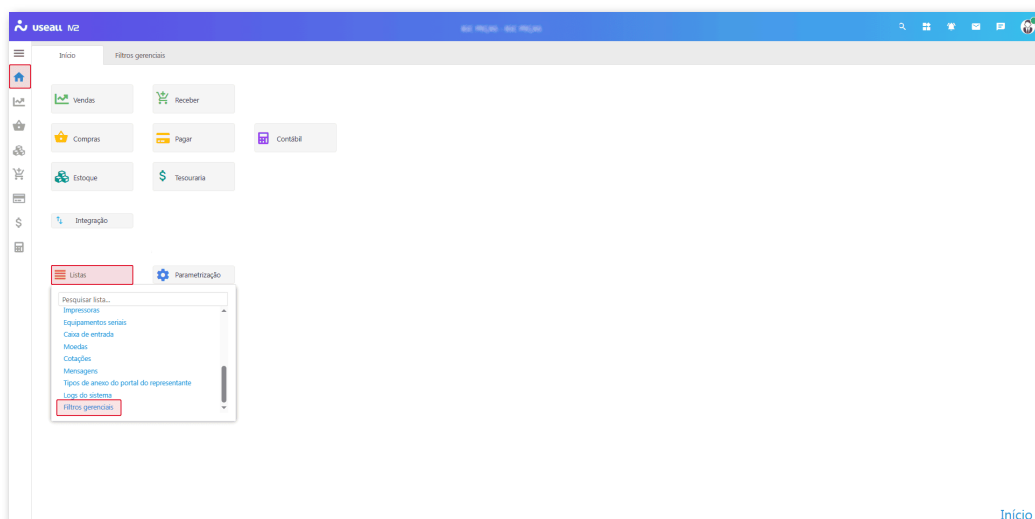 useall M2
Início Filtros gerenciais
Vendas Receber
Compras Pagar Contábil
Estoque Tesouraria
Integração
Listas Parametrização
Pesquisar lista...
Impressoras
Equipamentos seriais
Caixa de entrada
Moedas
Cotações
Mensagens
Tipos de anexo do portal do representante
Logs do sistema
Filtros gerenciais
Início